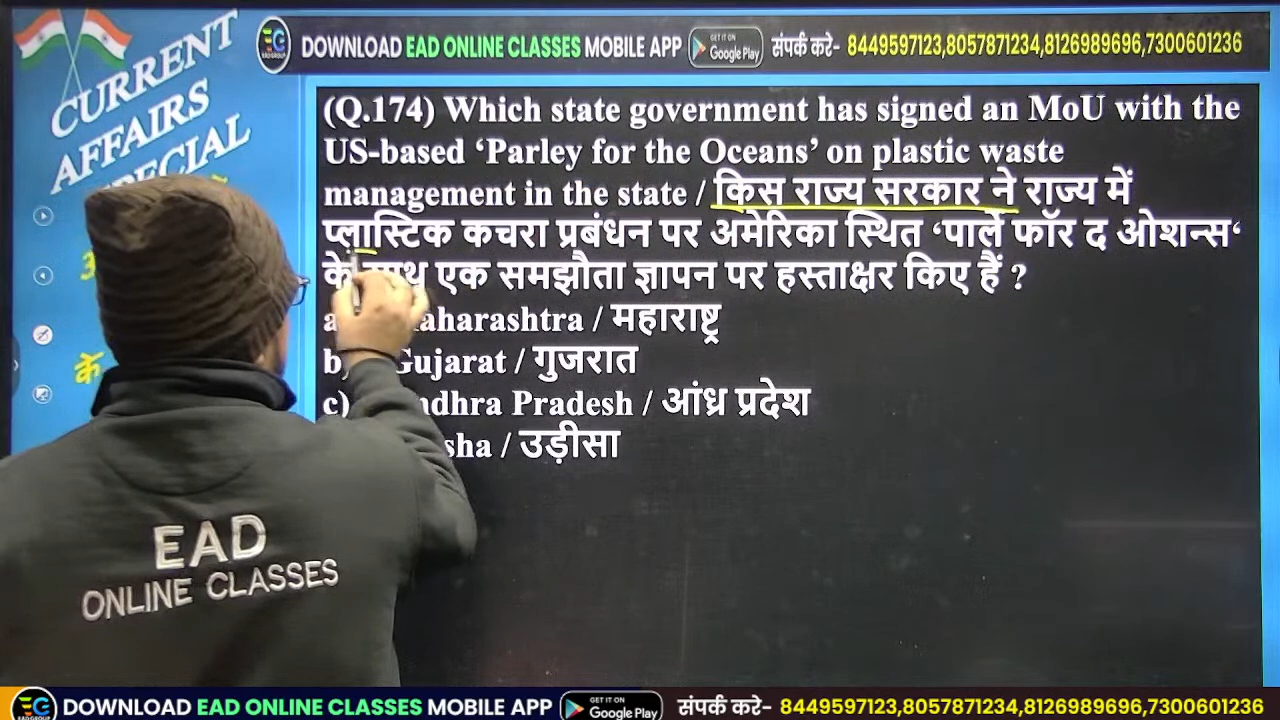 CURRENT
AFFAIRS
DOWNLOAD EAD ONLINE CLASSES MOBILE APP GET IT ON Google Play संपर्क करे- 8449597123,8057871234,8126989696,7300601236
(Q.174) Which state government has signed an MoU with the
US-based ‘Parley for the Oceans’ on plastic waste
management in the state / किस राज्य सरकार ने राज्य में
प्लास्टिक कचरा प्रबंधन पर अमेरिका स्थित ‘पार्ले फॉर द ओशन्स‘
के एक समझौता ज्ञापन पर हस्ताक्षर किए हैं ?
महाराष्ट्र
b) Gujarat / गुजरात
c) Pradesh / आंध्र प्रदेश
उड़ीसा
के
EAD
ONLINE CLASSES
DOWNLOAD EAD ONLINE CLASSES MOBILE APP GET IT ON Google Play संपर्क करे- 8449597123,8057871234,8126989696,7300601236